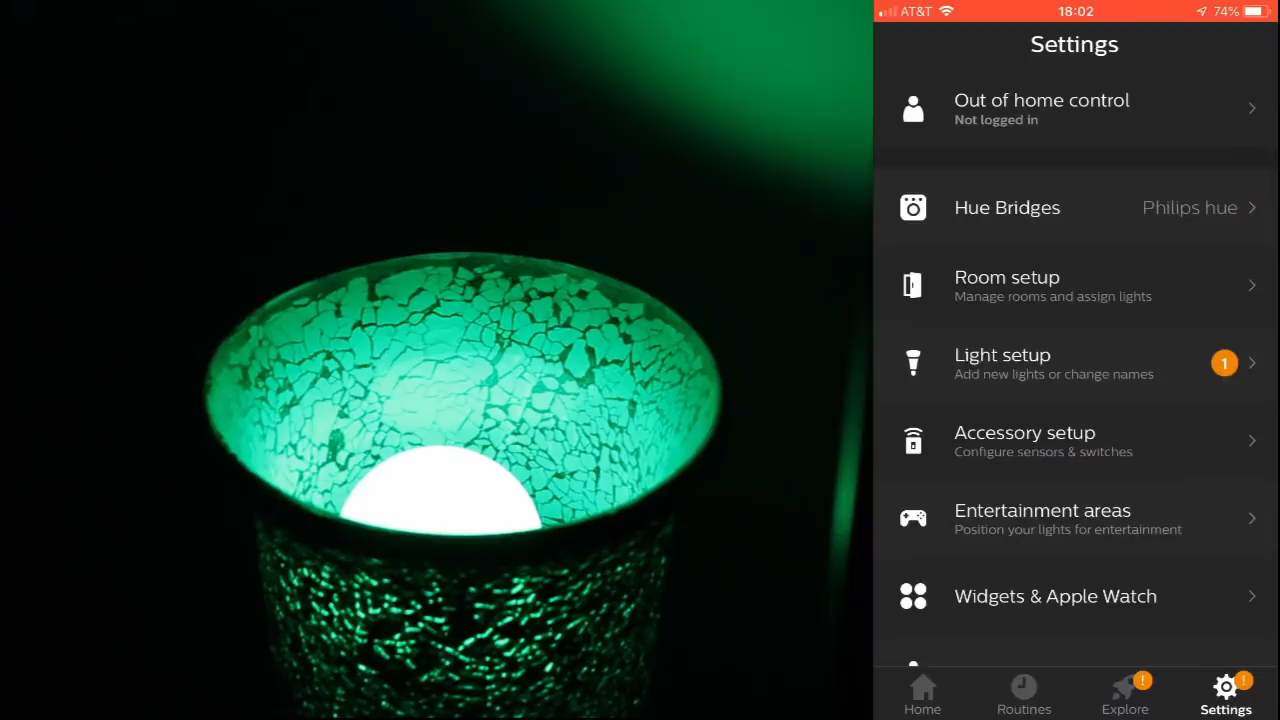 AT&T 18:02 74%
Settings
Out of home control
Not logged in
Hue Bridges Philips hue
Room setup
Manage rooms and assign lights
Light setup 1
Add new lights or change names
Accessory setup
Configure sensors & switches
Entertainment areas
Position your lights for entertainment
Widgets & Apple Watch
Home Routines Explore ! Settings !